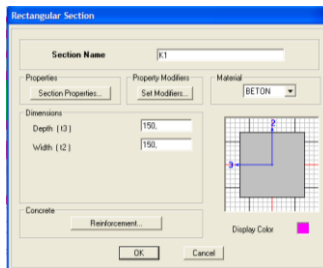 Rectangular Section
Section Name K1
Properties Property Modifiers Material
Section Properties... Set Modifiers... BETON
Dimensions
Depth ( t3 ) 150,
Width ( t2 ) 150,
2
3
Concrete
Reinforcement...
Display Color
OK Cancel